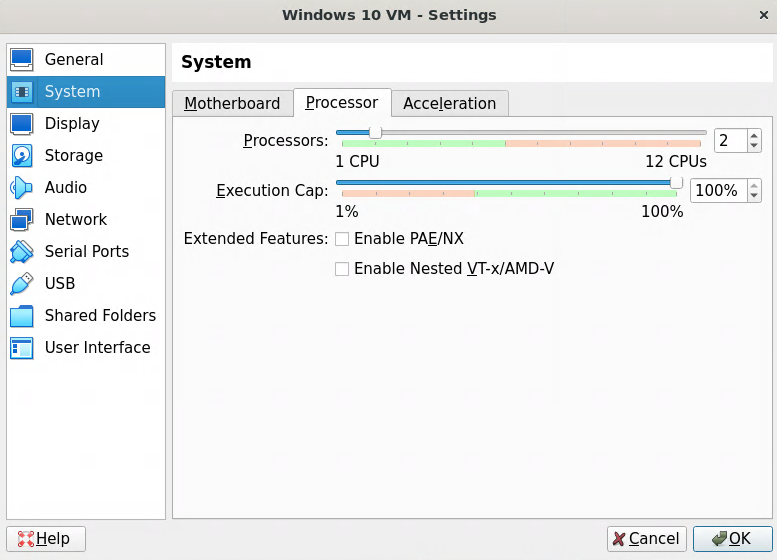 Windows 10 VM - Settings
General
System
Display
Storage
Audio
Network
Serial Ports
USB
Shared Folders
User Interface
System
Motherboard Processor Acceleration
Processors: 2
1 CPU 12 CPUs
Execution Cap: 100%
1% 100%
Extended Features: Enable PAE/NX
Enable Nested VT-x/AMD-V
Help Cancel OK